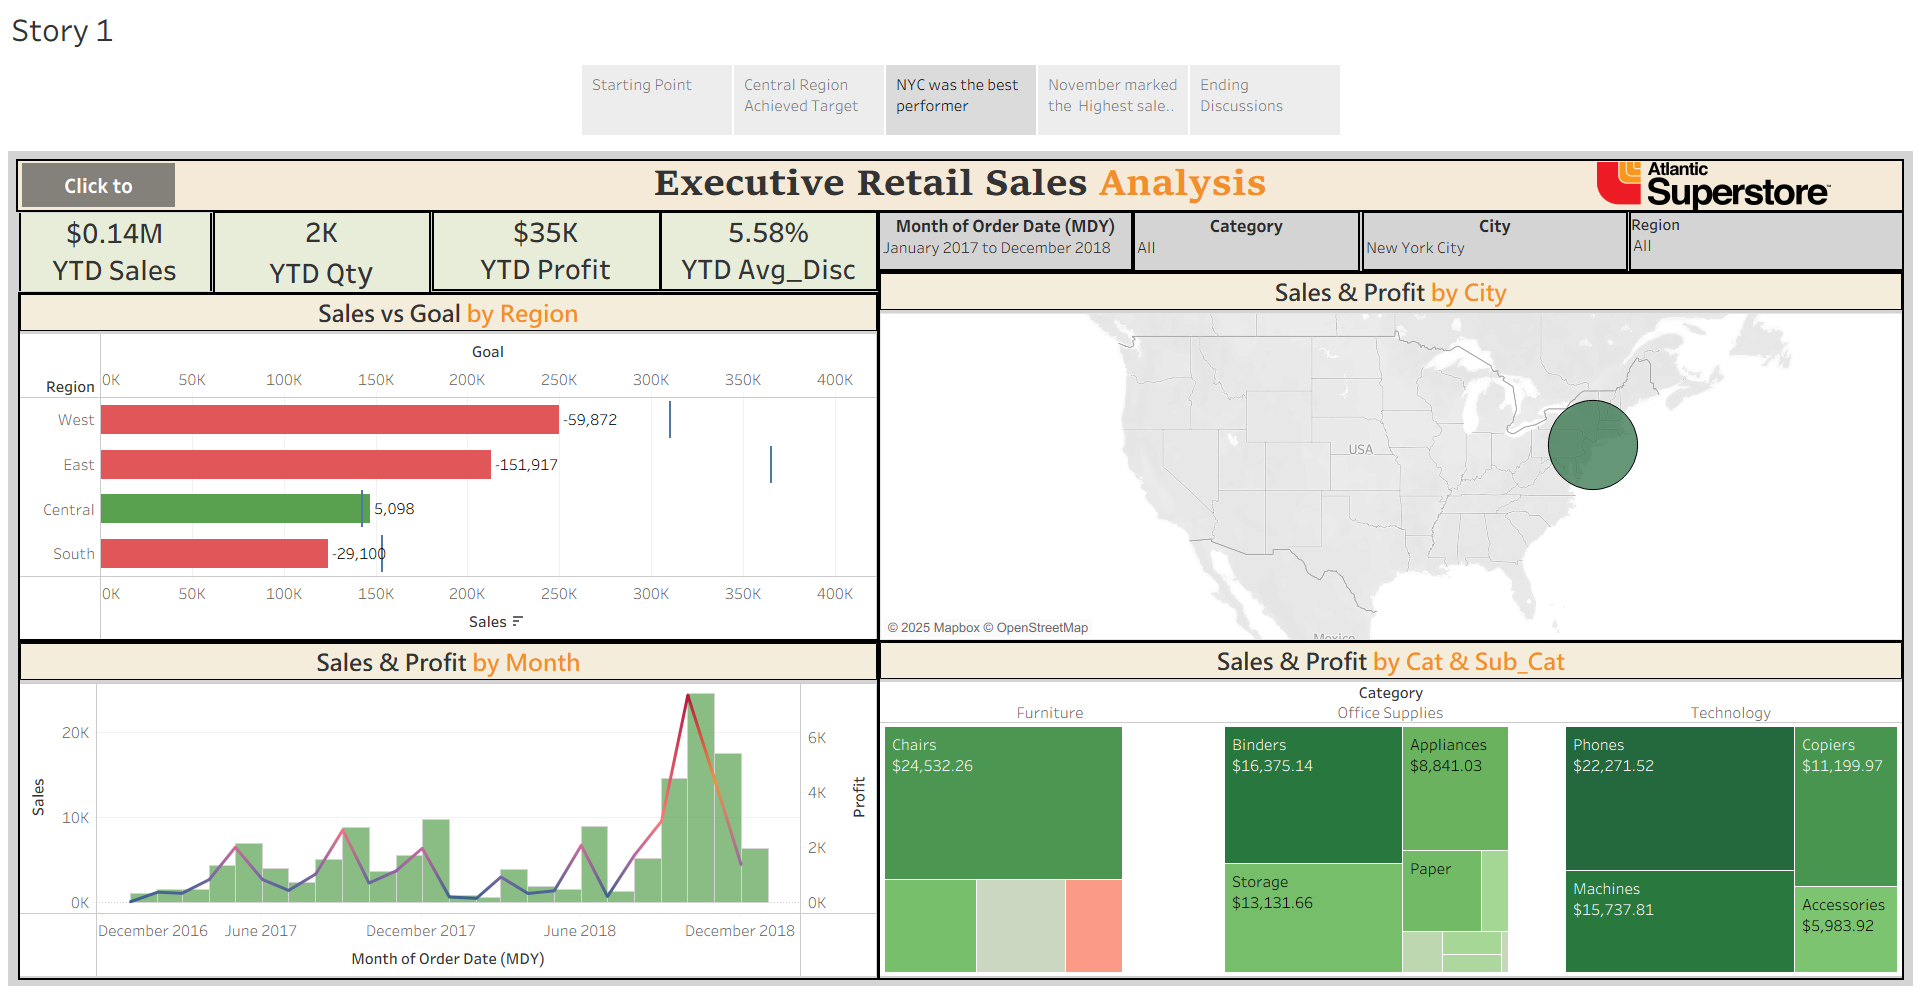 Story 1
Starting Point
Central Region
Achieved Target
NYC was the best
performer
November marked
the Highest sale..
Ending
Discussions
Click to
Executive Retail Sales Analysis
Atlantic
Superstore™
$0.14M
YTD Sales
2K
YTD Qty
$35K
YTD Profit
5.58%
YTD Avg_Disc
Month of Order Date (MDY)
January 2017 to December 2018
Category
All
City
New York City
Region
All
Sales vs Goal by Region
Goal
Region
0K 50K 100K 150K 200K 250K 300K 350K 400K
West -59,872
East -151,917
Central 5,098
South -29,100
0K 50K 100K 150K 200K 250K 300K 350K 400K
Sales
Sales & Profit by City
USA
Mexico
© 2025 Mapbox © OpenStreetMap
Sales & Profit by Month
Sales
20K
10K
0K
6K
4K
2K
0K
Profit
December 2016 June 2017 December 2017 June 2018 December 2018
Month of Order Date (MDY)
Sales & Profit by Cat & Sub_Cat
Category
Furniture Office Supplies Technology
Chairs
$24,532.26
Binders
$16,375.14
Appliances
$8,841.03
Storage
$13,131.66
Paper
Phones
$22,271.52
Copiers
$11,199.97
Machines
$15,737.81
Accessories
$5,983.92